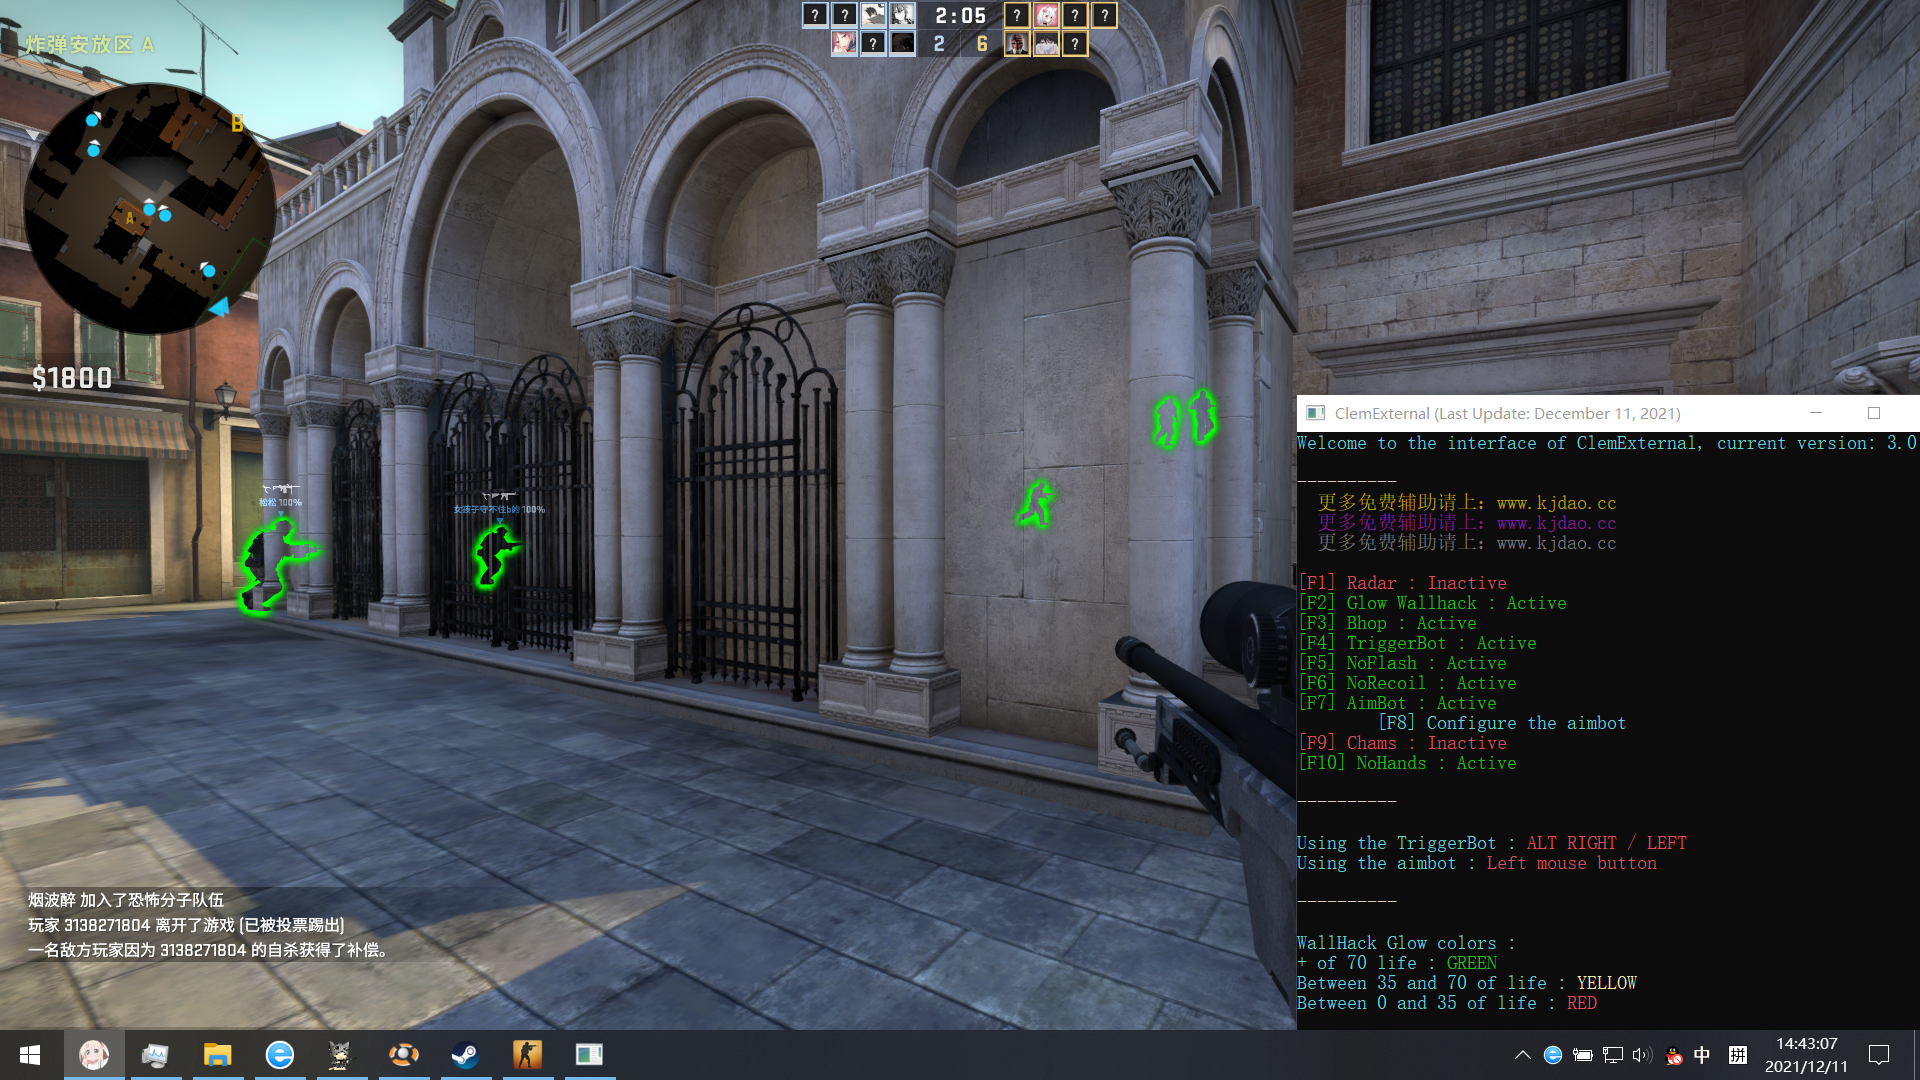 炸弹安放区 A
? ? 2:05 ? ? ?
? 2 6 ?
B
A
$1800
松松 100%
女孩子守不住b的 100%
烟波醉 加入了恐怖分子队伍
玩家 3138271804 离开了游戏 (已被投票踢出)
一名敌方玩家因为 3138271804 的自杀获得了补偿。
ClemExternal (Last Update: December 11, 2021)
Welcome to the interface of ClemExternal, current version: 3.0
----------
更多免费辅助请上: www.kjdao.cc
更多免费辅助请上: www.kjdao.cc
更多免费辅助请上: www.kjdao.cc
[F1] Radar : Inactive
[F2] Glow Wallhack : Active
[F3] Bhop : Active
[F4] TriggerBot : Active
[F5] NoFlash : Active
[F6] NoRecoil : Active
[F7] AimBot : Active
[F8] Configure the aimbot
[F9] Chams : Inactive
[F10] NoHands : Active
----------
Using the TriggerBot : ALT RIGHT / LEFT
Using the aimbot : Left mouse button
----------
WallHack Glow colors :
+ of 70 life : GREEN
Between 35 and 70 of life : YELLOW
Between 0 and 35 of life : RED
中 拼 14:43:07
2021/12/11